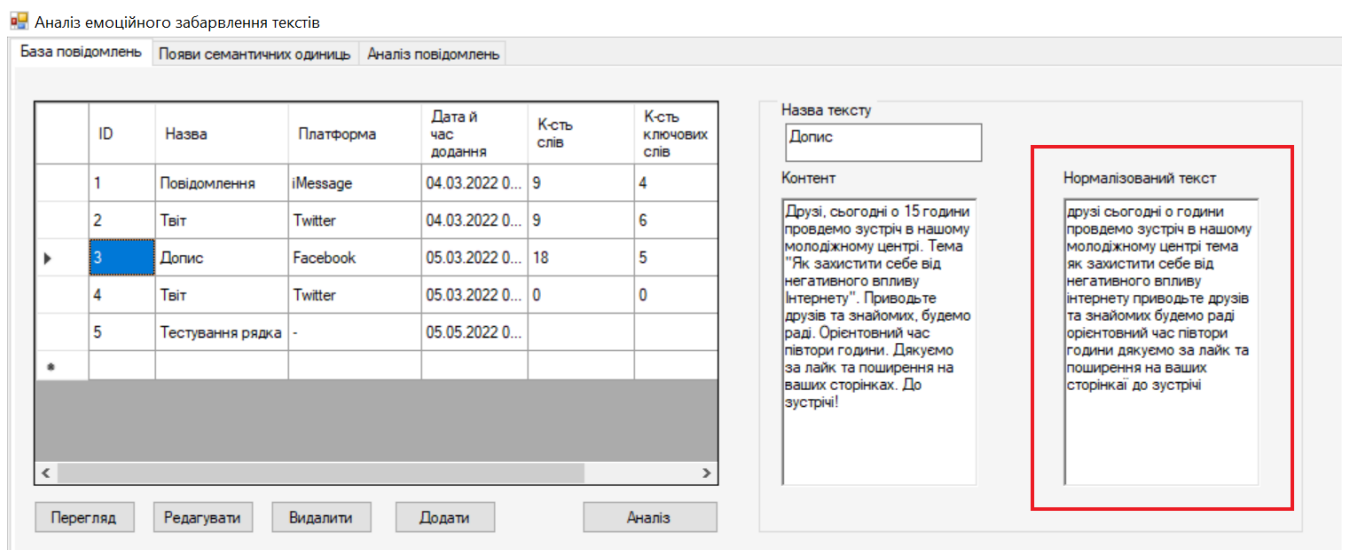 Аналіз емоційного забарвлення текстів
База повідомлень Появи семантичних одиниць Аналіз повідомлень
ID Назва Платформа Дата й час додання К-сть слів К-сть ключових слів
1 Повідомлення iMessage 04.03.2022 0... 9 4
2 Твіт Twitter 04.03.2022 0... 9 6
3 Допис Facebook 05.03.2022 0... 18 5
4 Твіт Twitter 05.03.2022 0... 0 0
5 Тестування рядка - 05.05.2022 0...
Перегляд Редагувати Видалити Додати Аналіз
Назва тексту
Допис
Контент
Друзі, сьогодні о 15 години
проведемо зустріч в нашому
молодіжному центрі. Тема
"Як захистити себе від
негативного впливу
Інтернету". Приводьте
друзів та знайомих, будемо
раді. Орієнтовний час
півтори години. Дякуємо
за лайк та поширення на
ваших сторінках. До
зустрічі!
Нормалізований текст
друзі сьогодні о години
проведемо зустріч в нашому
молодіжному центрі тема
як захистити себе від
негативного впливу
інтернету приводьте друзів
та знайомих будемо раді
орієнтовний час півтори
години дякуємо за лайк та
поширення на ваших
сторінкаї до зустрічі